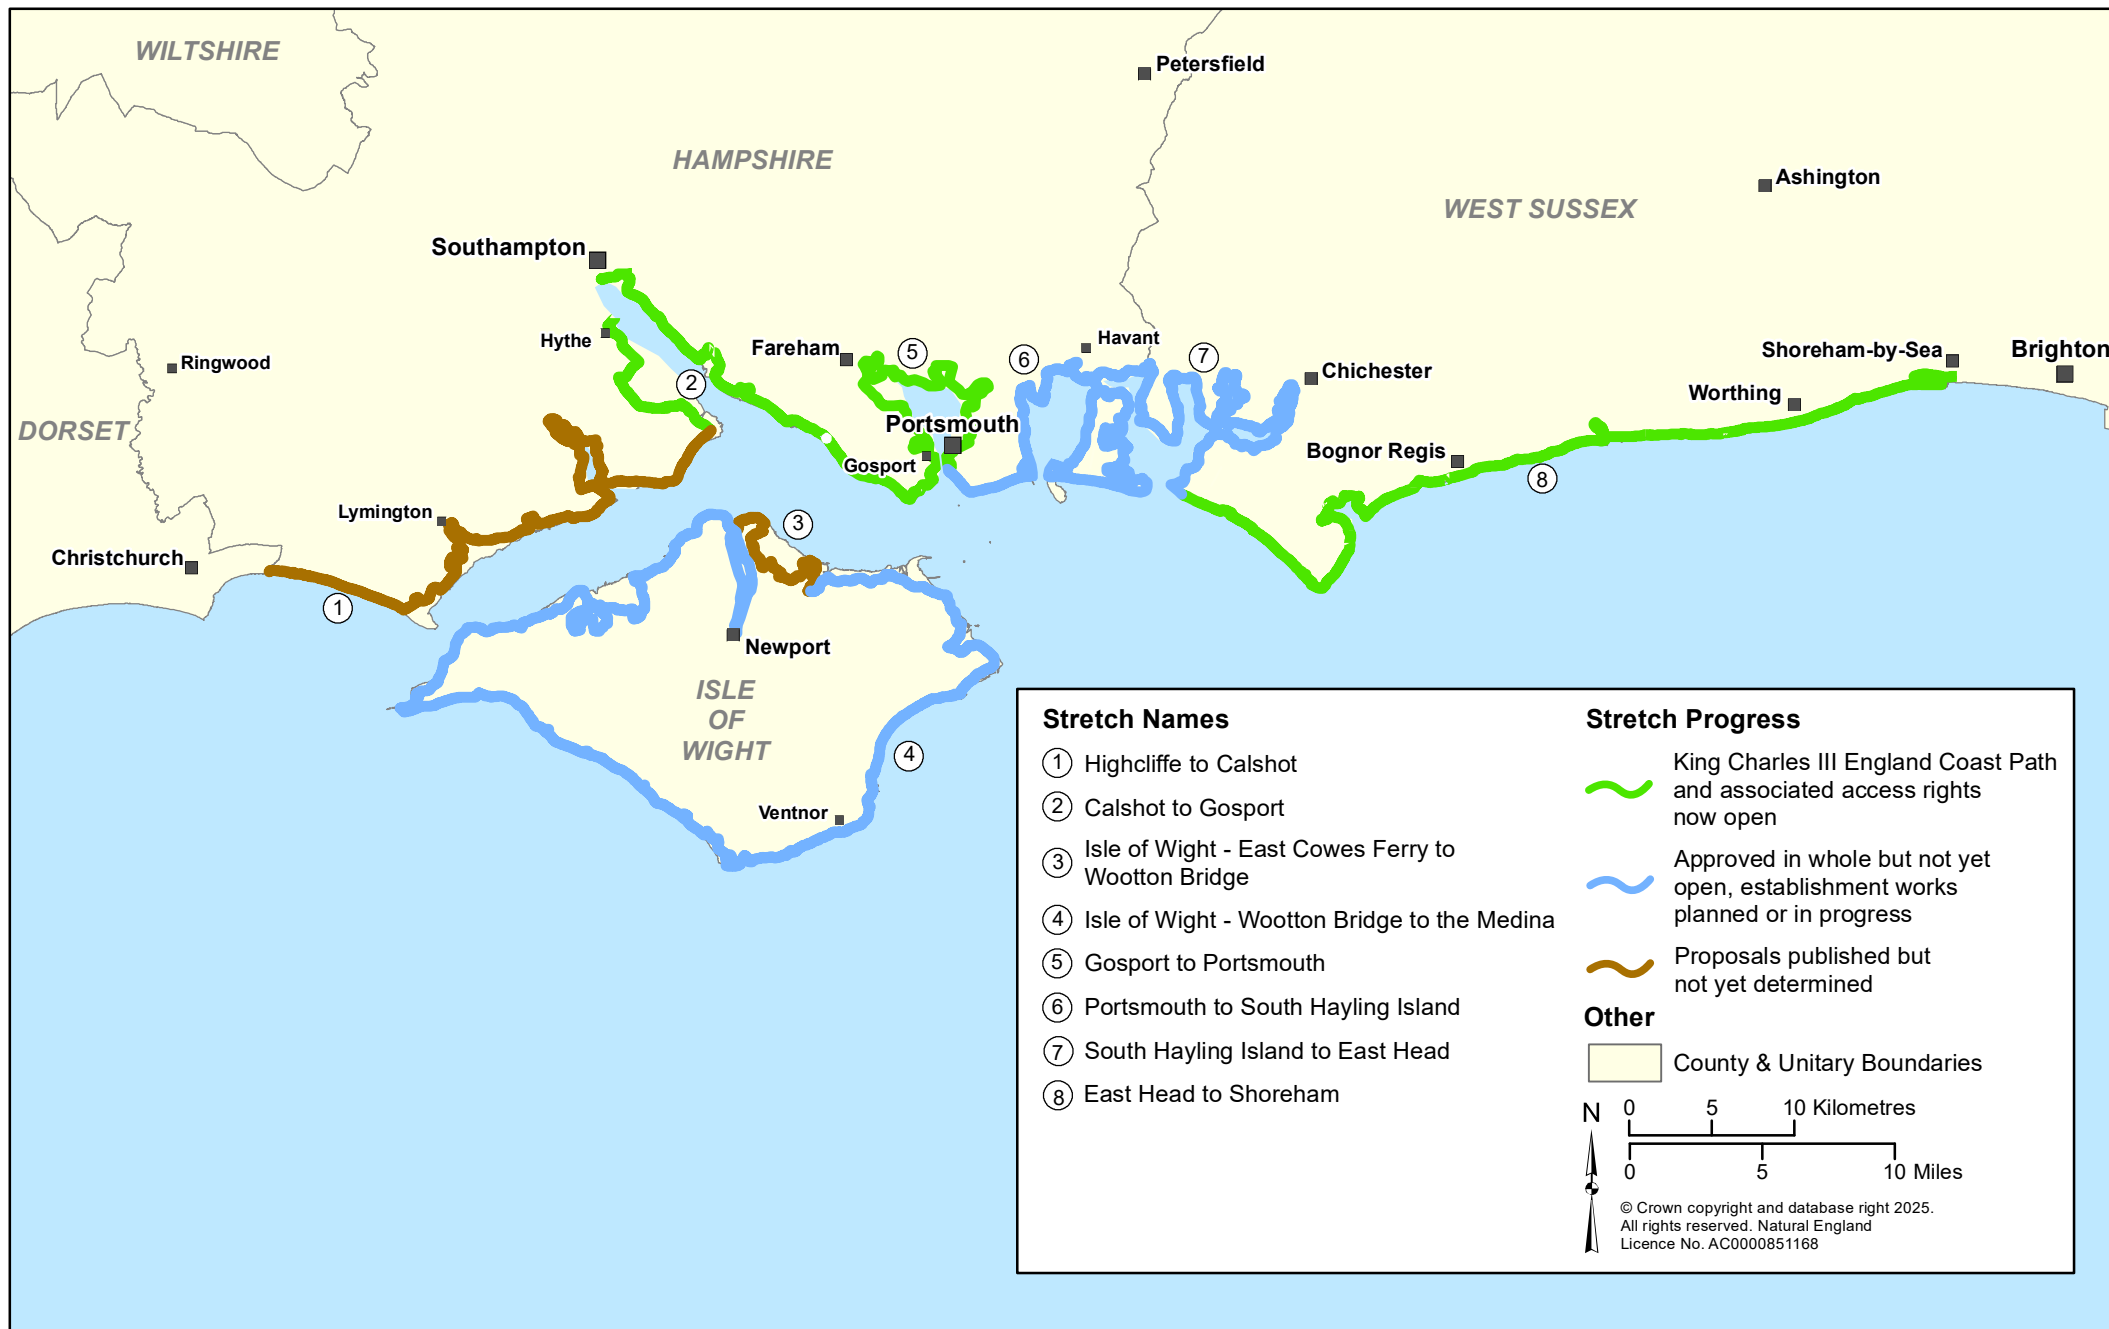 WILTSHIRE
Petersfield
HAMPSHIRE
Ashington
WEST SUSSEX
Southampton
Hythe
Fareham
5
6
Havant
7
Shoreham-by-Sea
Brighton
Ringwood
2
Chichester
Worthing
DORSET
Portsmouth
Gosport
Bognor Regis
8
Lymington
3
Christchurch
1
Newport
ISLE
OF
WIGHT
4
Ventnor
Stretch Names
1 Highcliffe to Calshot
2 Calshot to Gosport
3 Isle of Wight - East Cowes Ferry to
Wootton Bridge
4 Isle of Wight - Wootton Bridge to the Medina
5 Gosport to Portsmouth
6 Portsmouth to South Hayling Island
7 South Hayling Island to East Head
8 East Head to Shoreham
Stretch Progress
King Charles III England Coast Path
and associated access rights
now open
Approved in whole but not yet
open, establishment works
planned or in progress
Proposals published but
not yet determined
Other
County & Unitary Boundaries
N
0 5 10 Kilometres
0 5 10 Miles
© Crown copyright and database right 2025.
All rights reserved. Natural England
Licence No. AC0000851168